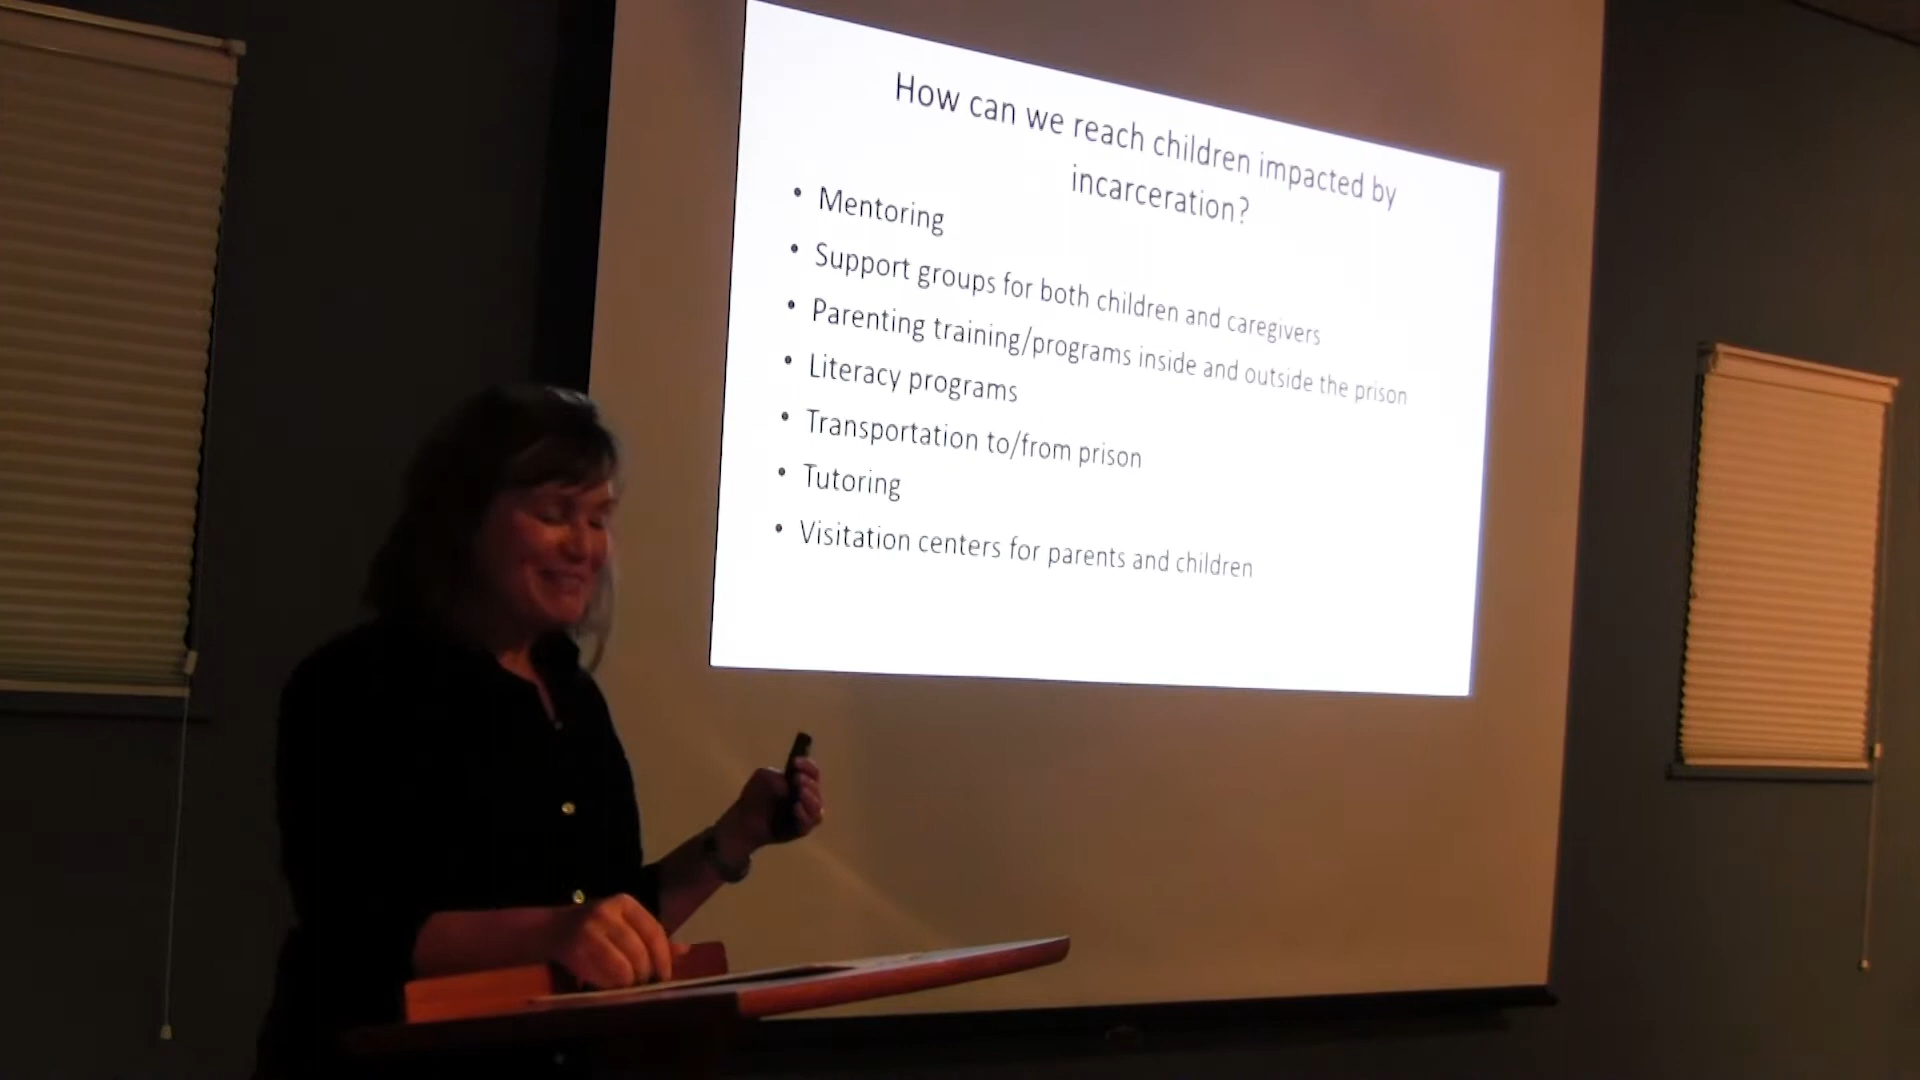 How can we reach children impacted by
incarceration?
• Mentoring
• Support groups for both children and caregivers
• Parenting training/programs inside and outside the prison
• Literacy programs
• Transportation to/from prison
• Tutoring
• Visitation centers for parents and children